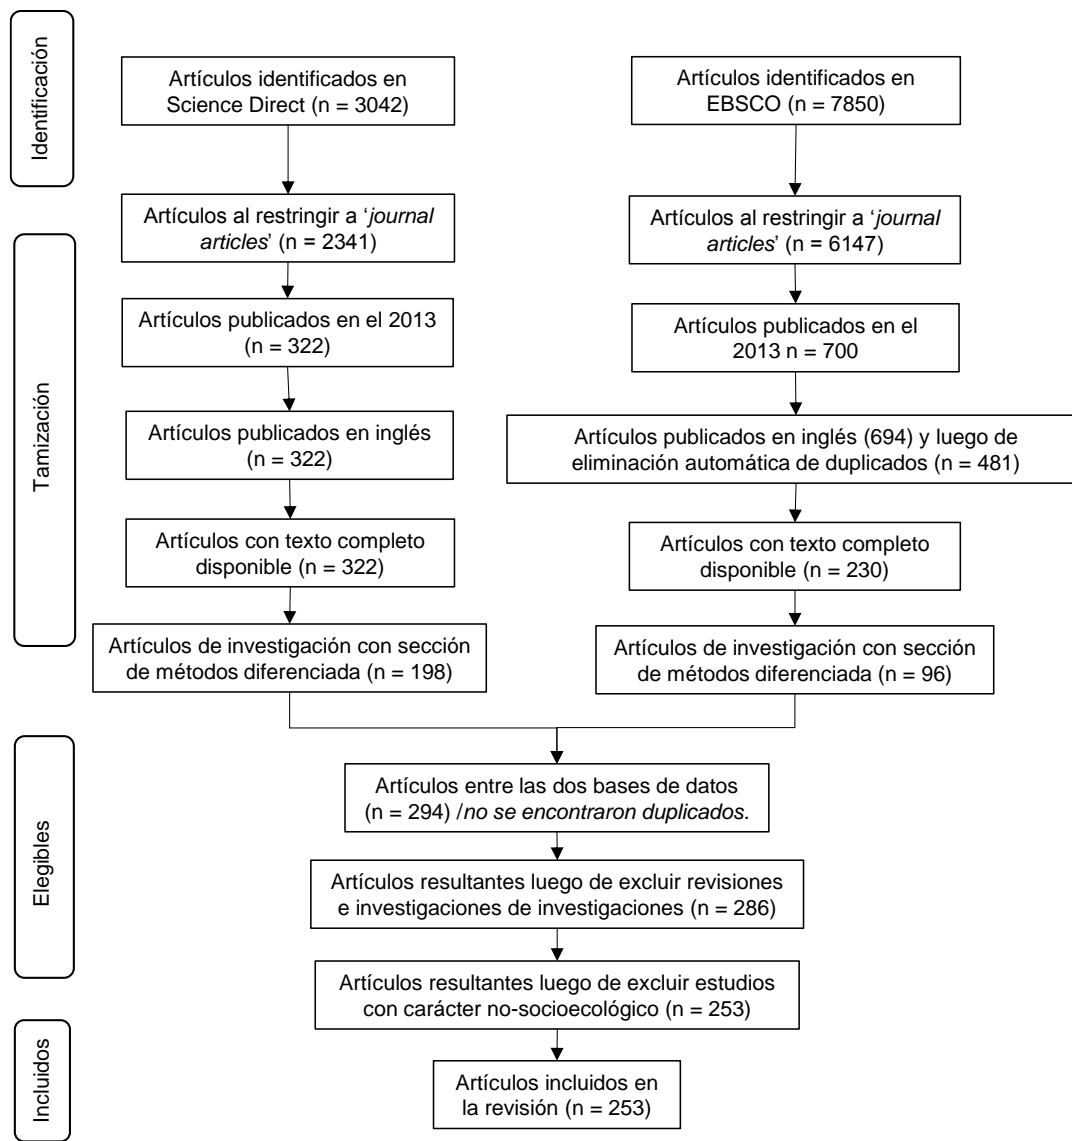 Identificación
Artículos identificados en
Science Direct (n = 3042)
Artículos identificados en
EBSCO (n = 7850)
Tamización
Artículos al restringir a ‘journal
articles’ (n = 2341)
Artículos al restringir a ‘journal
articles’ (n = 6147)
Artículos publicados en el 2013
(n = 322)
Artículos publicados en el
2013 n = 700
Artículos publicados en inglés
(n = 322)
Artículos publicados en inglés (694) y luego de
eliminación automática de duplicados (n = 481)
Artículos con texto completo
disponible (n = 322)
Artículos con texto completo
disponible (n = 230)
Artículos de investigación con sección
de métodos diferenciada (n = 198)
Artículos de investigación con sección
de métodos diferenciada (n = 96)
Elegibles
Artículos entre las dos bases de datos
(n = 294) /no se encontraron duplicados.
Artículos resultantes luego de excluir revisiones
e investigaciones de investigaciones (n = 286)
Artículos resultantes luego de excluir estudios
con carácter no-socioecológico (n = 253)
Incluidos
Artículos incluidos en
la revisión (n = 253)